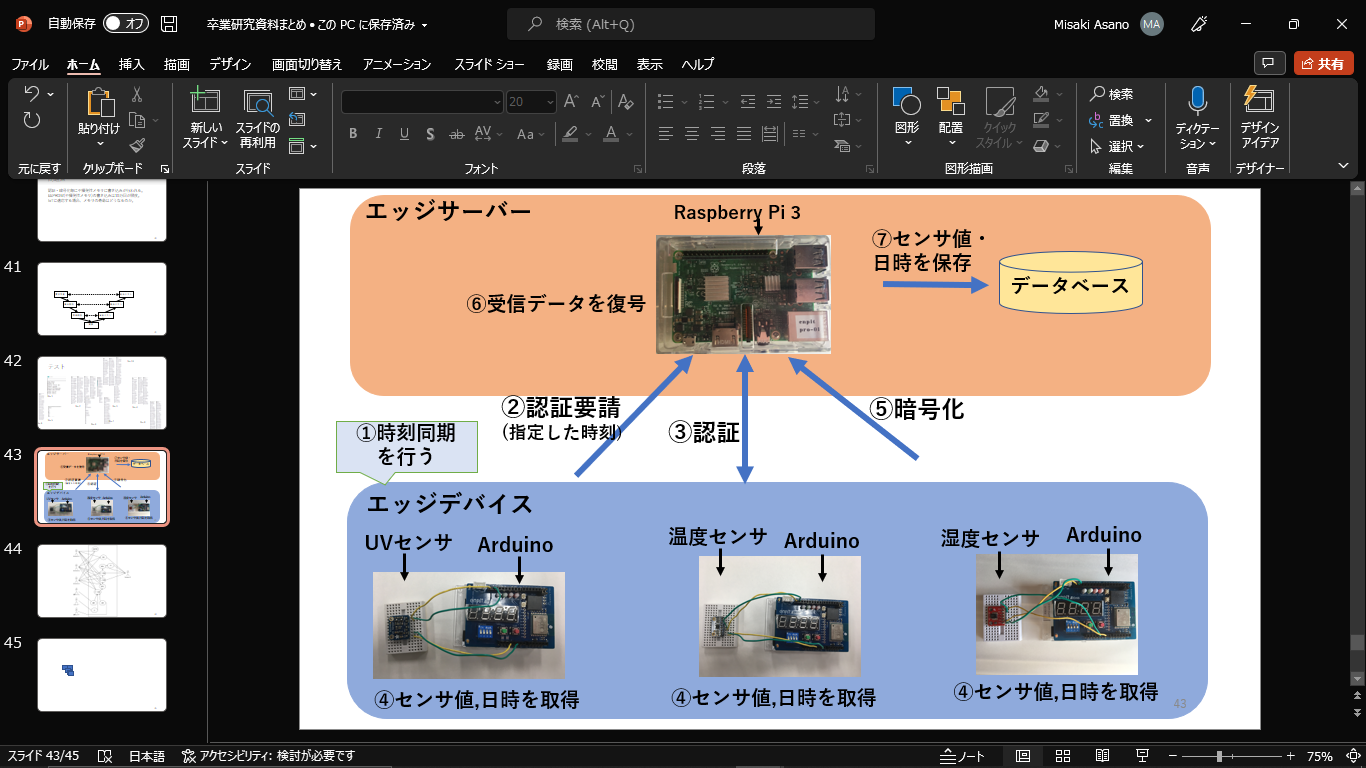 自動保存 オフ 卒業研究資料まとめ • この PC に保存済み 検索 (Alt+Q) Misaki Asano MA
ファイル ホーム 挿入 描画 デザイン 画面切り替え アニメーション スライド ショー 録画 校閲 表示 ヘルプ 共有
貼り付け
新しい
スライド
スライドの
再利用
20
B I U S ab AV Aa A
図形
配置
クイック
スタイル
検索
置換
選択
ディクテー
ション
デザイン
アイデア
元に戻す クリップボード スライド フォント 段落 図形描画 編集 音声 デザイナー
41
42
テスト
43
44
45
エッジサーバー
Raspberry Pi 3
⑦センサ値・
日時を保存
データベース
⑥受信データを復号
②認証要請
(指定した時刻)
③認証
⑤暗号化
①時刻同期
を行う
エッジデバイス
UVセンサ Arduino
温度センサ Arduino
湿度センサ Arduino
④センサ値,日時を取得
④センサ値,日時を取得
④センサ値,日時を取得
43
スライド 43/45 日本語 アクセシビリティ: 検討が必要です ノート 75%